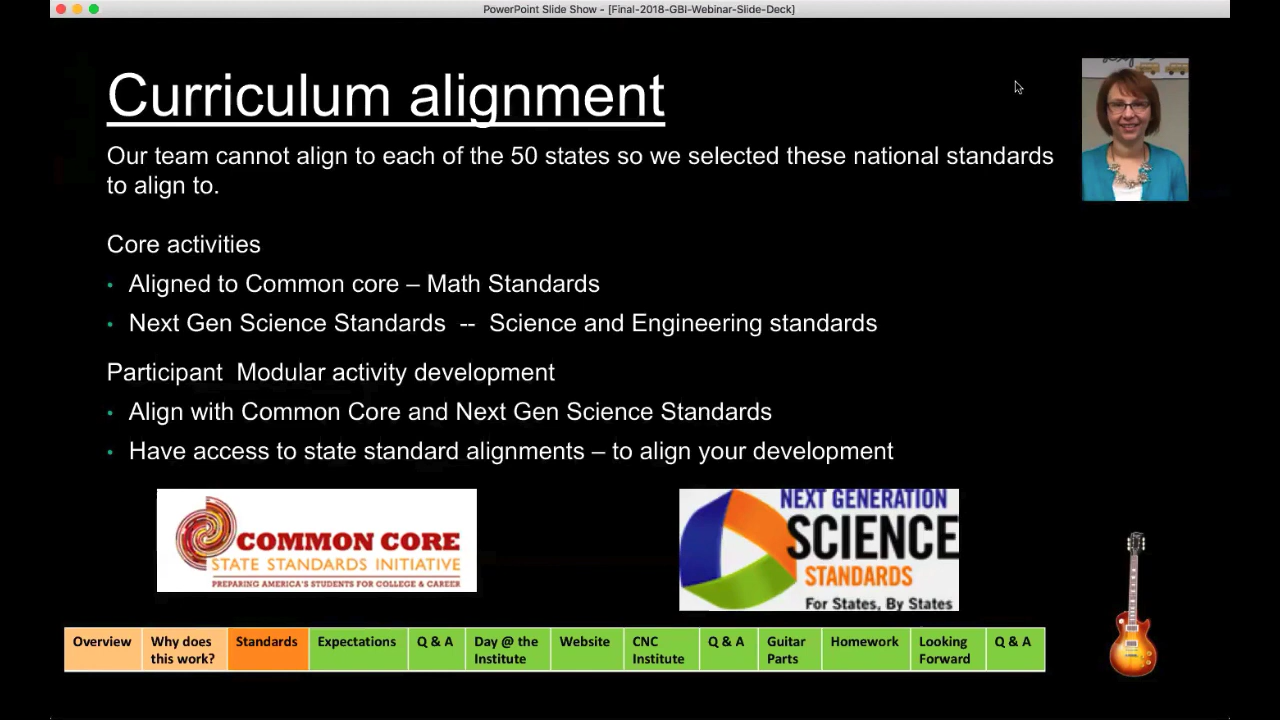 PowerPoint Slide Show - [Final-2018-GBI-Webinar-Slide-Deck]
Curriculum alignment
Our team cannot align to each of the 50 states so we selected these national standards
to align to.
Core activities
• Aligned to Common core – Math Standards
• Next Gen Science Standards -- Science and Engineering standards
Participant Modular activity development
• Align with Common Core and Next Gen Science Standards
• Have access to state standard alignments – to align your development
COMMON CORE
STATE STANDARDS INITIATIVE
PREPARING AMERICA'S STUDENTS FOR COLLEGE & CAREER
NEXT GENERATION
SCIENCE
STANDARDS
For States, By States
Overview
Why does
this work?
Standards
Expectations
Q & A
Day @ the
Institute
Website
CNC
Institute
Q & A
Guitar
Parts
Homework
Looking
Forward
Q & A